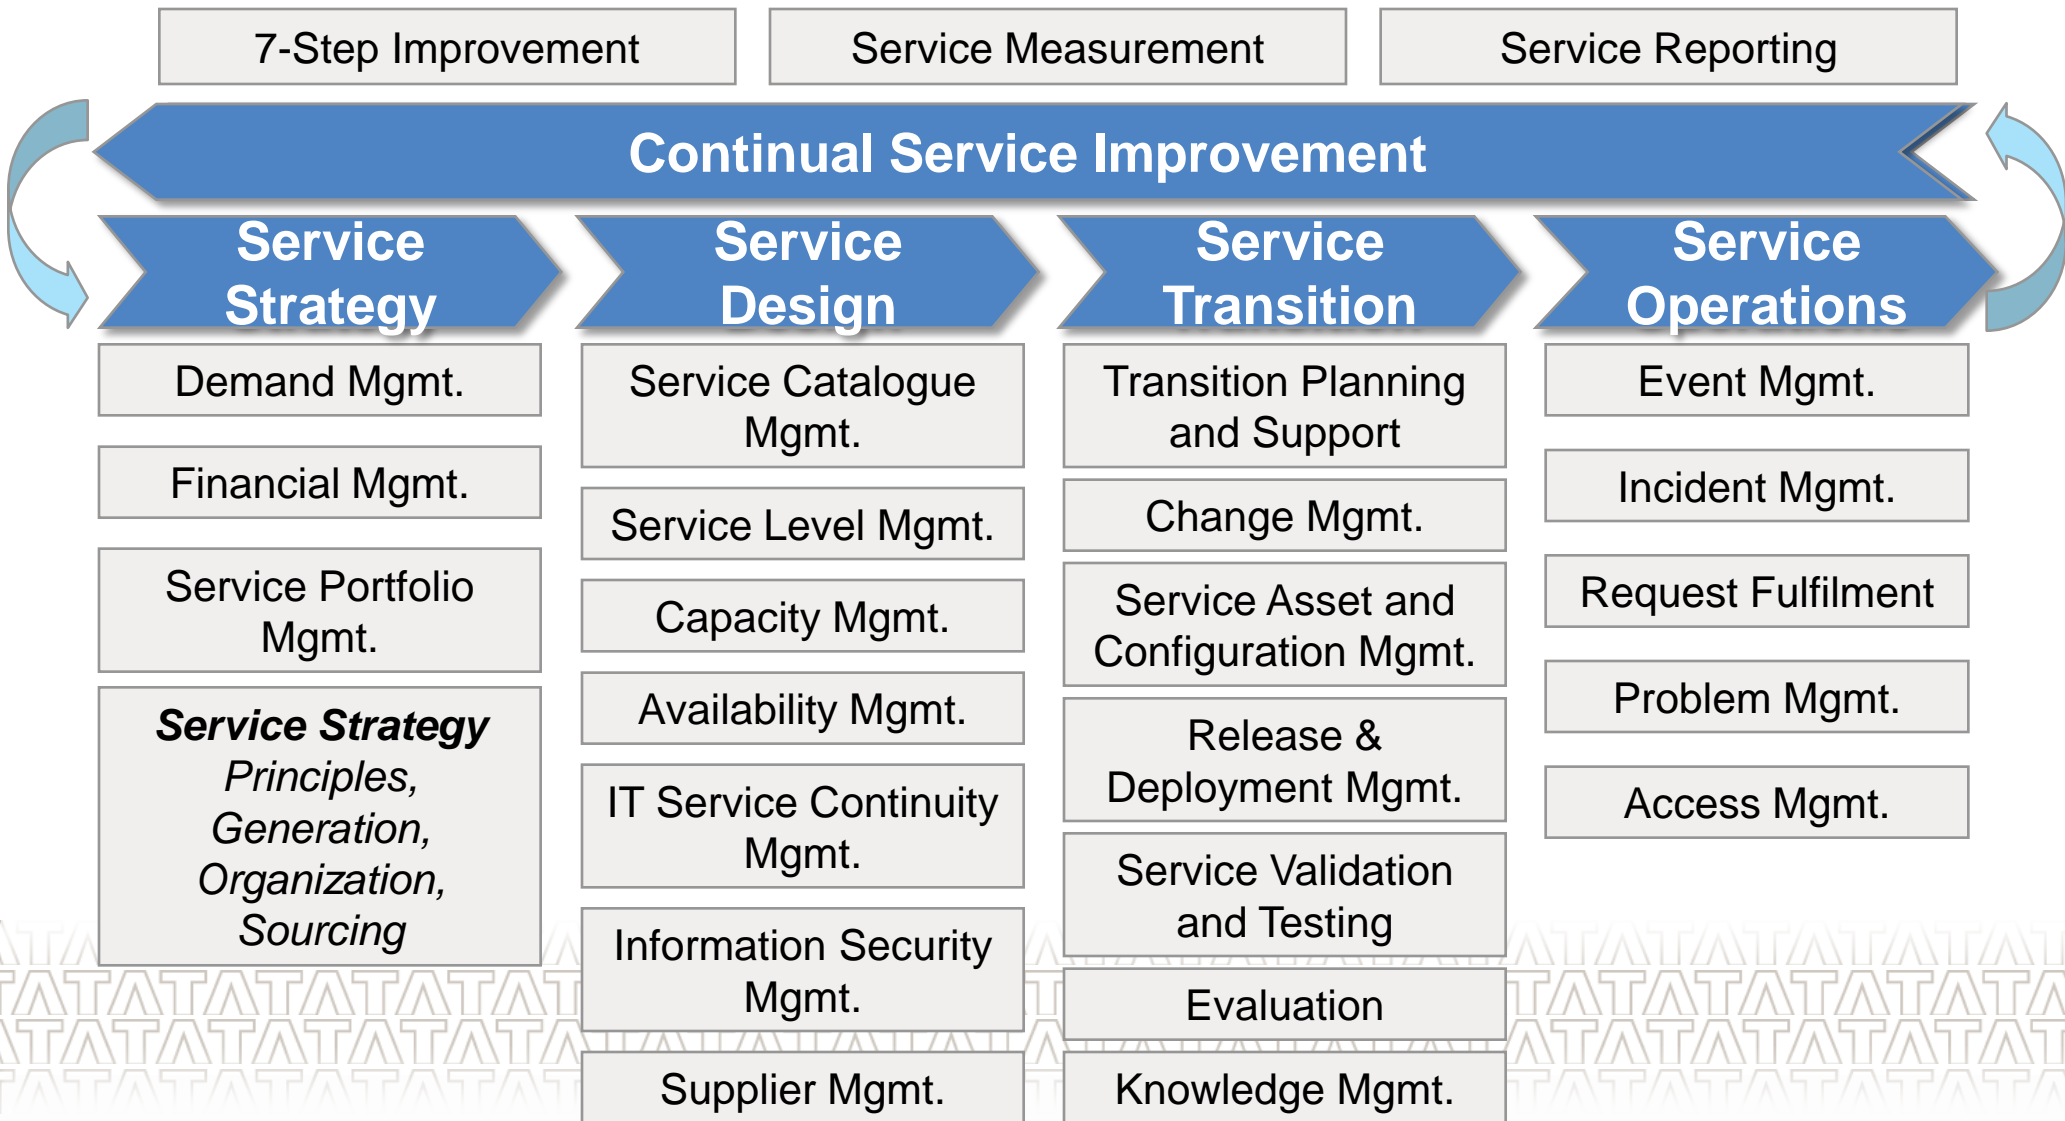 7-Step Improvement
Service Measurement
Service Reporting
Continual Service Improvement
Service
Strategy
Service
Design
Service
Transition
Service
Operations
Demand Mgmt.
Financial Mgmt.
Service Portfolio
Mgmt.
Service Strategy
Principles,
Generation,
Organization,
Sourcing
Service Catalogue
Mgmt.
Service Level Mgmt.
Capacity Mgmt.
Availability Mgmt.
IT Service Continuity
Mgmt.
Information Security
Mgmt.
Supplier Mgmt.
Transition Planning
and Support
Change Mgmt.
Service Asset and
Configuration Mgmt.
Release &
Deployment Mgmt.
Service Validation
and Testing
Evaluation
Knowledge Mgmt.
Event Mgmt.
Incident Mgmt.
Request Fulfilment
Problem Mgmt.
Access Mgmt.